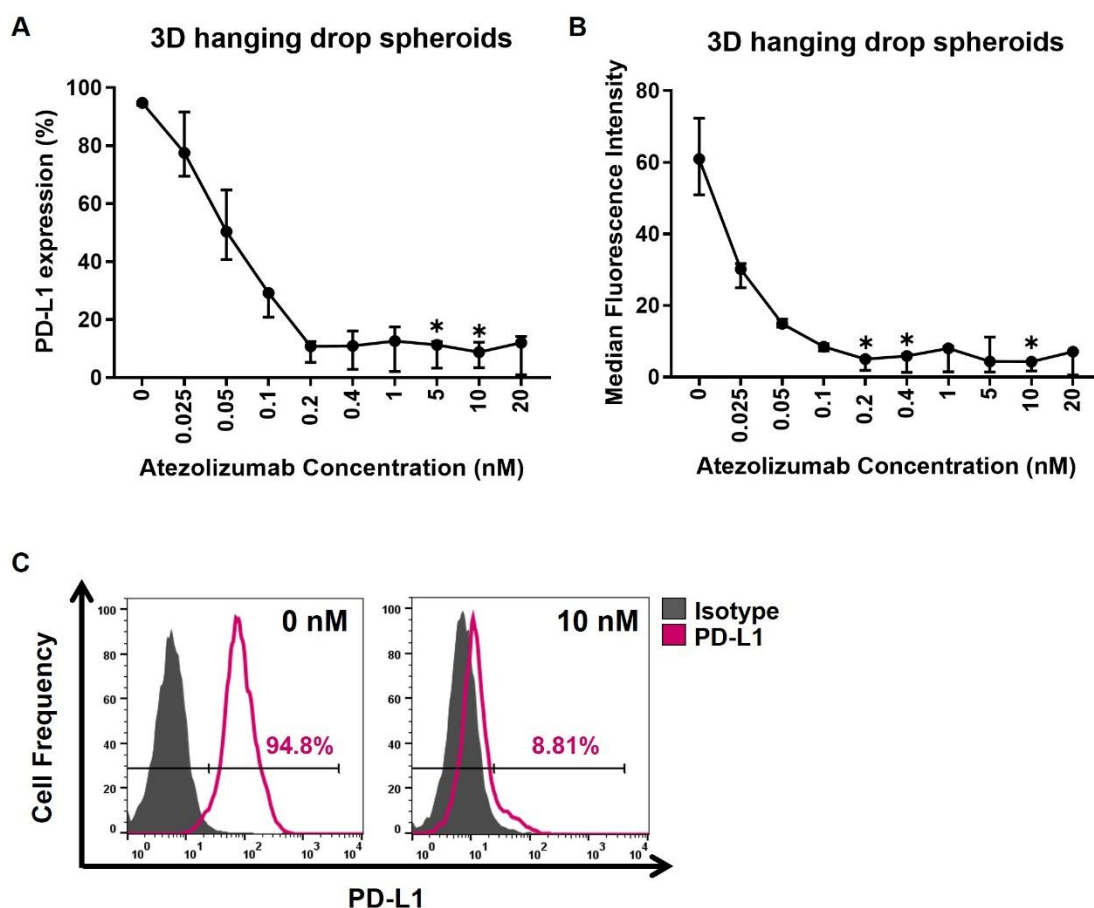 A
3D hanging drop spheroids
PD-L1 expression (%)
100
80
60
40
20
0
* *
0 0.025 0.05 0.1 0.2 0.4 1 5 10 20
Atezolizumab Concentration (nM)
B
3D hanging drop spheroids
Median Fluorescence Intensity
80
60
40
20
0
* * *
0 0.025 0.05 0.1 0.2 0.4 1 5 10 20
Atezolizumab Concentration (nM)
C
Cell Frequency
100
80
60
40
20
0
0 nM
94.8%
10⁰ 10¹ 10² 10³ 10⁴
100
80
60
40
20
0
10 nM
8.81%
10⁰ 10¹ 10² 10³ 10⁴
Isotype
PD-L1
PD-L1